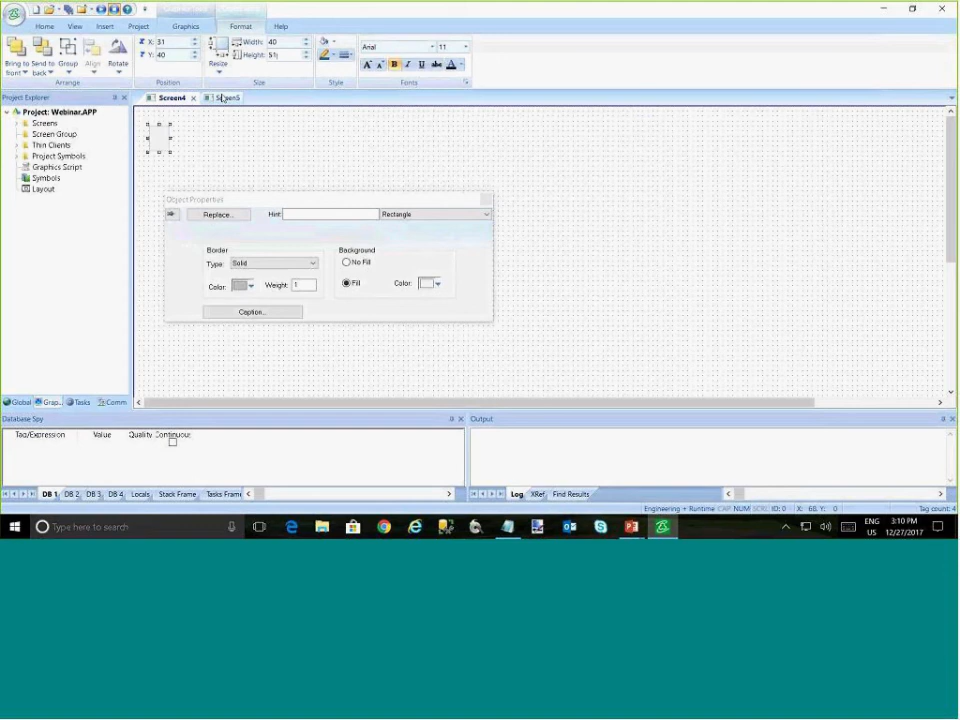 Home View Insert Project Graphics Format Help
X: 31
Width: 40
Arial 11
Y: 40
Height: 51
Bring to front Send to back Group Align Rotate
Resize
A A B I U abc A
Arrange Position Size Style Fonts
Project Explorer
Screen4 Screen5
Project: Webinar.APP
Screens
Screen Group
Thin Clients
Project Symbols
Graphics Script
Symbols
Layout
Object Properties
Replace... Hint: Rectangle
Border Background
Type: Solid No Fill
Color: Weight: 1 Fill Color:
Caption...
Global Grap... Tasks Comm
Database Spy Output
Tag/Expression Value Quality Continuous
DB 1 DB 2 DB 3 DB 4 Locals Stack Frame Tasks Frame
Log XRef Find Results
Engineering + Runtime CAP NUM SCRL ID: 0 X: 68, Y: 0 Tag count: 4
Type here to search
ENG 3:10 PM
US 12/27/2017